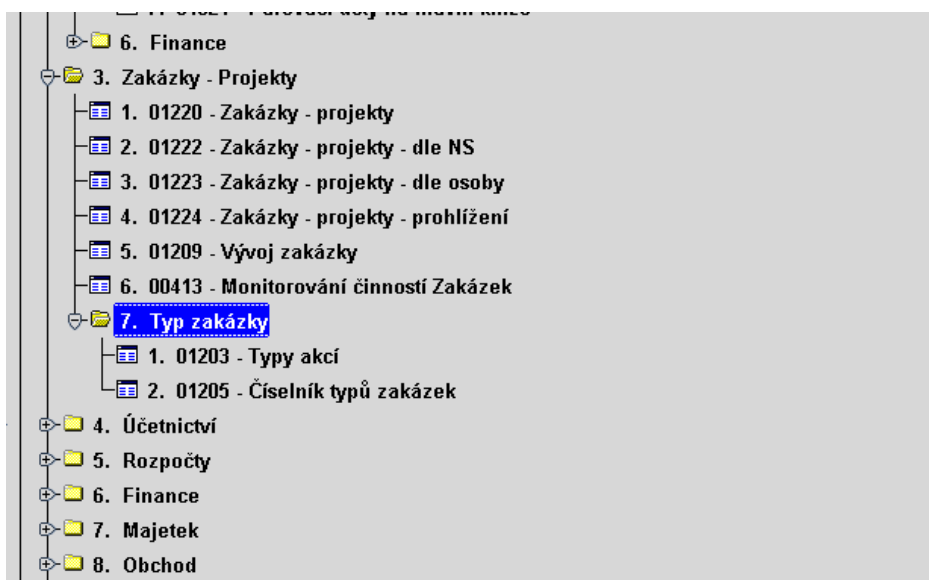 6. Finance
3. Zakázky - Projekty
1. 01220 - Zakázky - projekty
2. 01222 - Zakázky - projekty - dle NS
3. 01223 - Zakázky - projekty - dle osoby
4. 01224 - Zakázky - projekty - prohlížení
5. 01209 - Vývoj zakázky
6. 00413 - Monitorování činností Zakázek
7. Typ zakázky
1. 01203 - Typy akcí
2. 01205 - Číselník typů zakázek
4. Účetnictví
5. Rozpočty
6. Finance
7. Majetek
8. Obchod